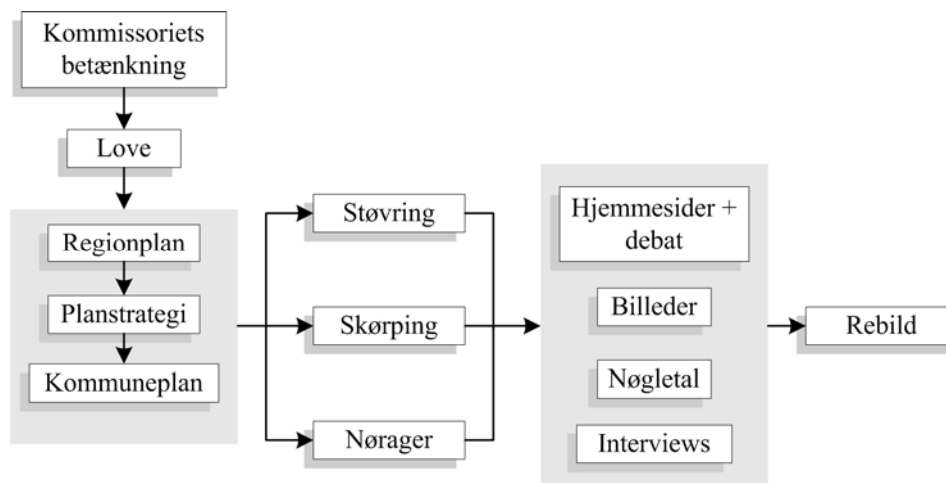 Kommissoriets
betænkning
Love
Regionplan
Planstrategi
Kommuneplan
Støvring
Skørping
Nørager
Hjemmesider +
debat
Billeder
Nøgletal
Interviews
Rebild